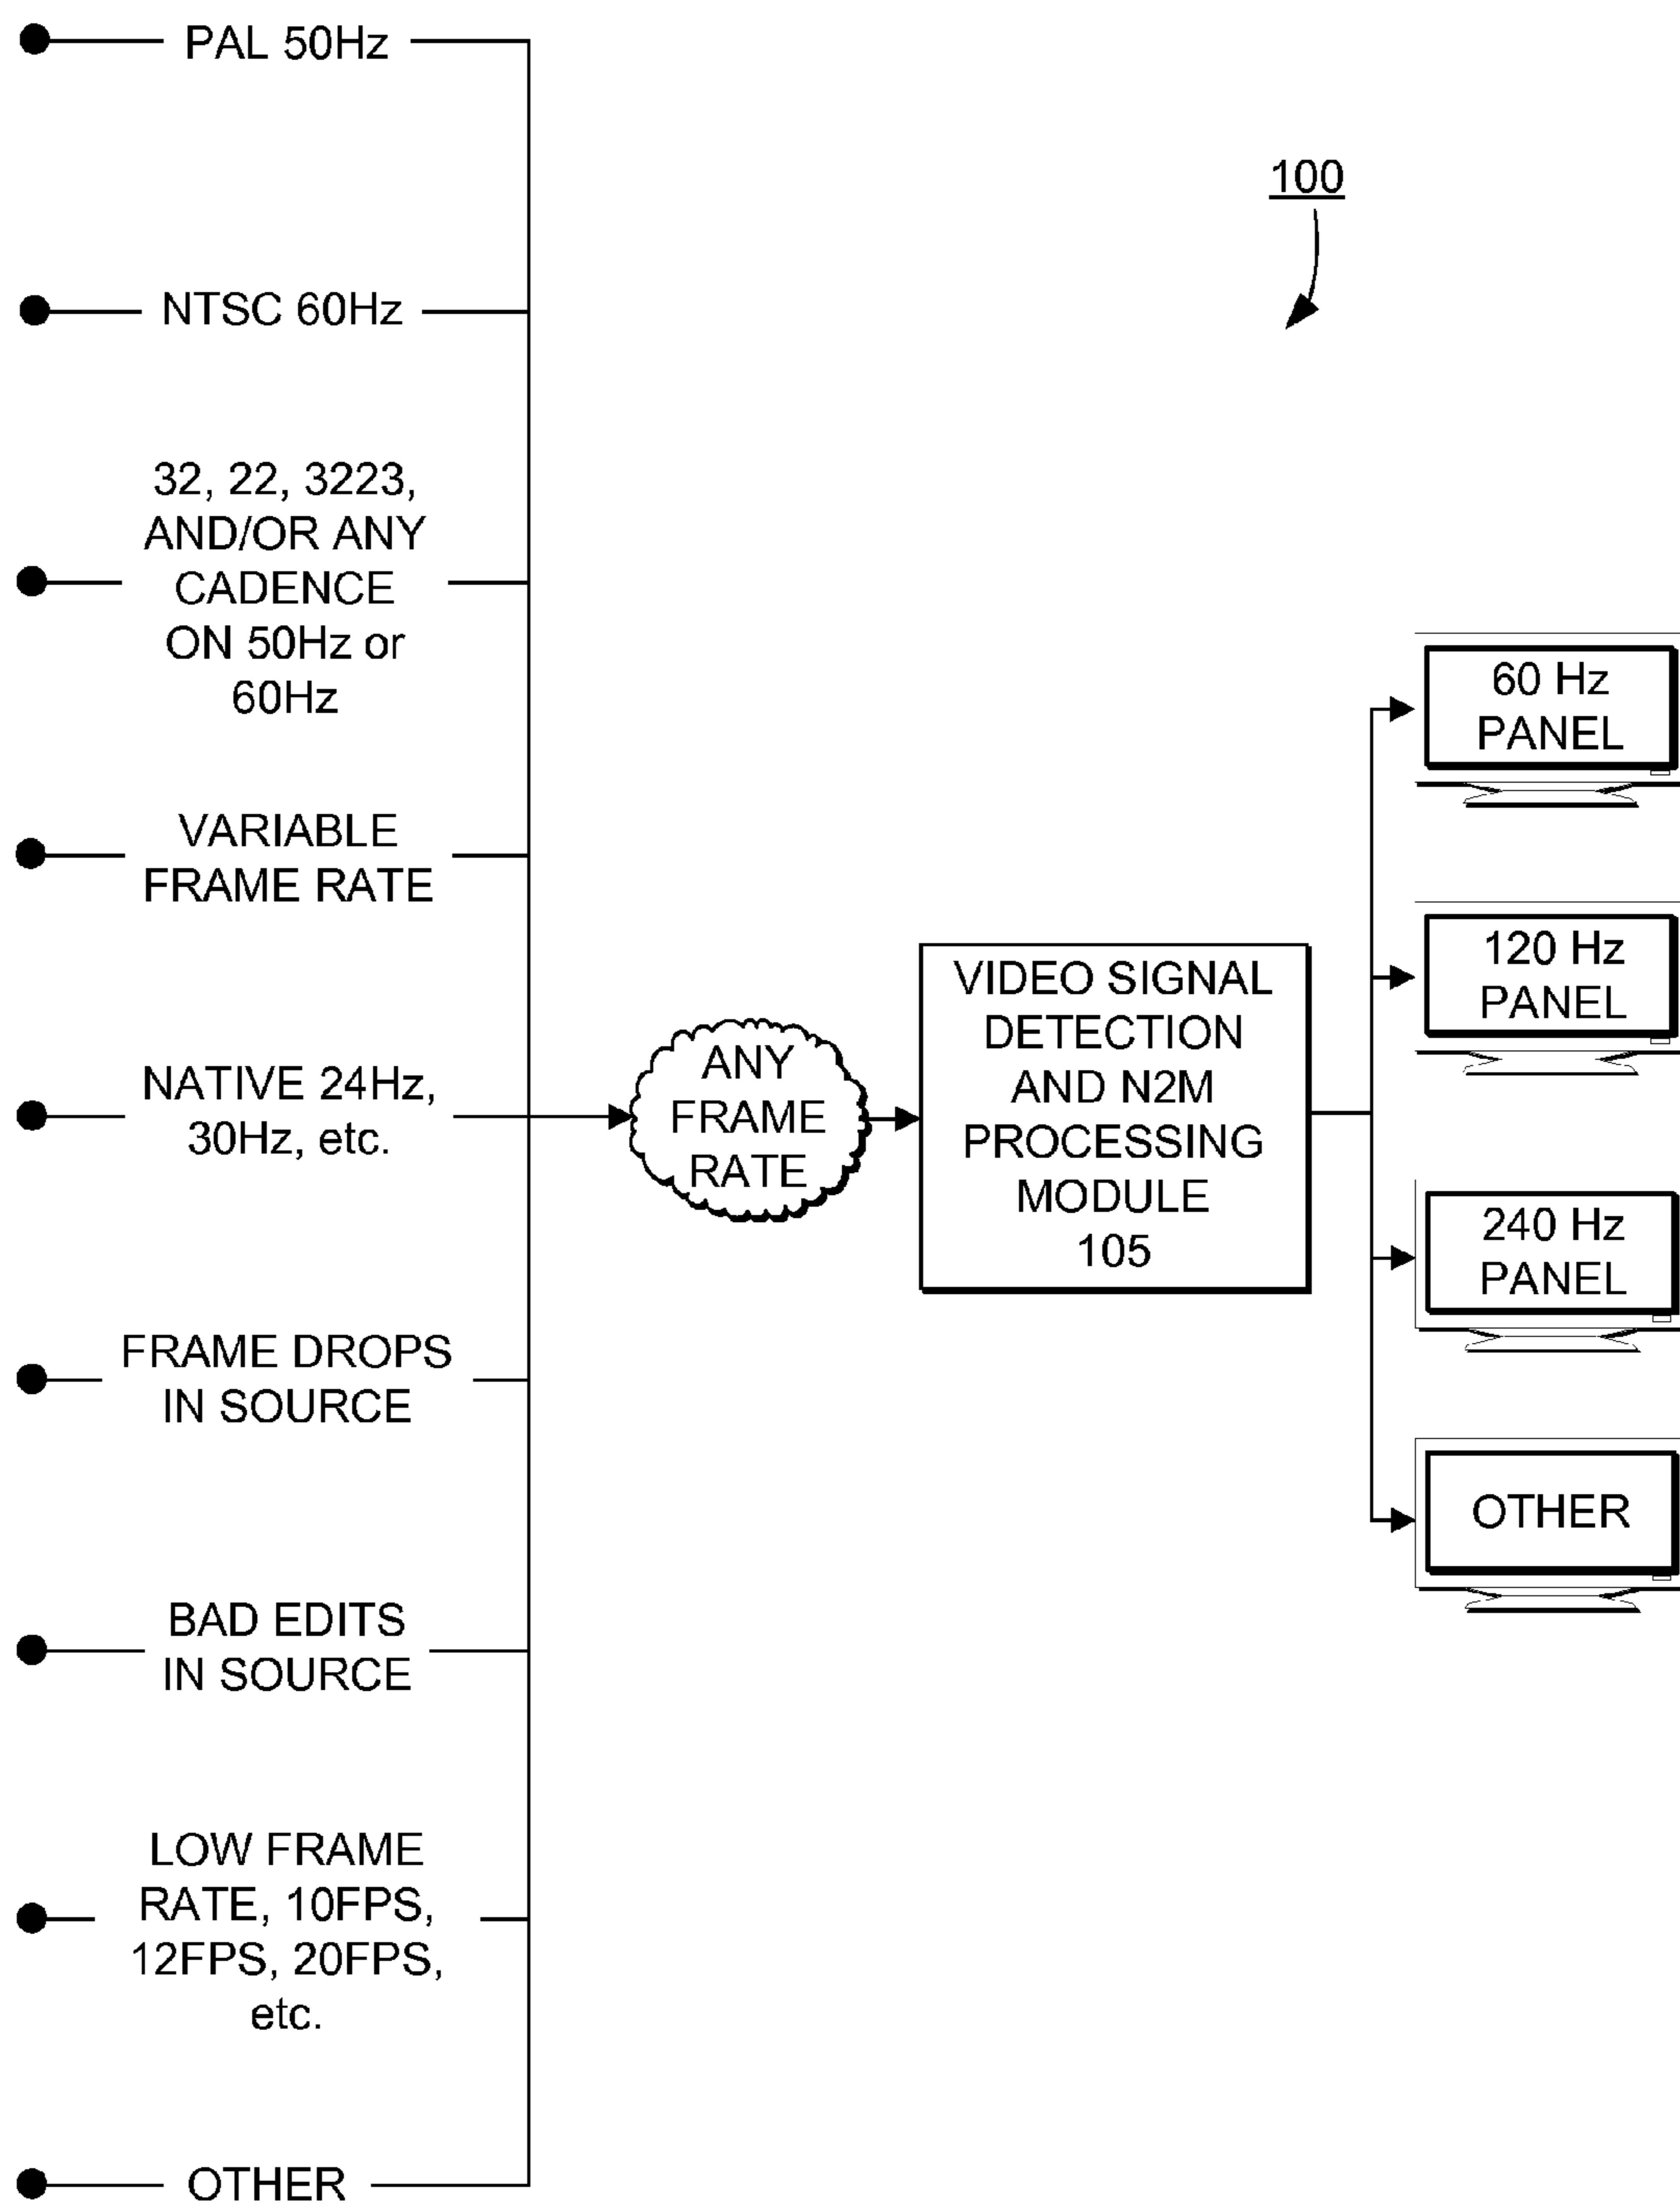 PAL 50Hz
100
NTSC 60Hz
32, 22, 3223,
AND/OR ANY
CADENCE
ON 50Hz or
60Hz
VARIABLE
FRAME RATE
NATIVE 24Hz,
30Hz, etc.
FRAME DROPS
IN SOURCE
BAD EDITS
IN SOURCE
LOW FRAME
RATE, 10FPS,
12FPS, 20FPS,
etc.
OTHER
ANY
FRAME
RATE
VIDEO SIGNAL
DETECTION
AND N2M
PROCESSING
MODULE
105
60 Hz
PANEL
120 Hz
PANEL
240 Hz
PANEL
OTHER